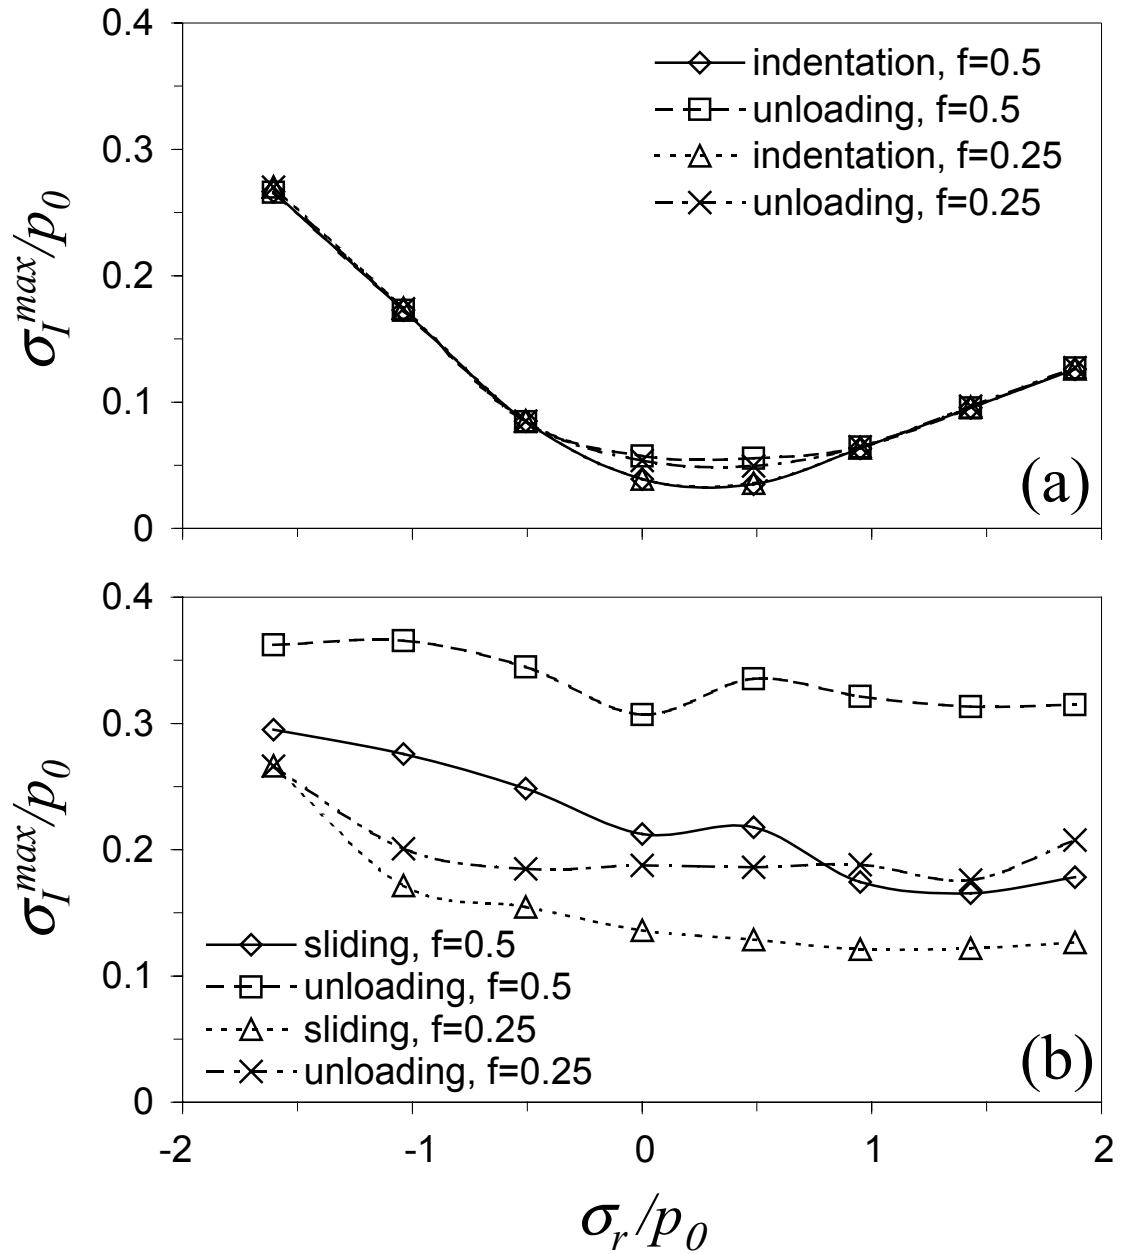 0.4
0.3
0.2
0.1
0
σ_I^max/p_0
indentation, f=0.5
unloading, f=0.5
indentation, f=0.25
unloading, f=0.25
(a)
0.4
0.3
0.2
0.1
0
σ_I^max/p_0
sliding, f=0.5
unloading, f=0.5
sliding, f=0.25
unloading, f=0.25
(b)
-2 -1 0 1 2
σ_r/p_0